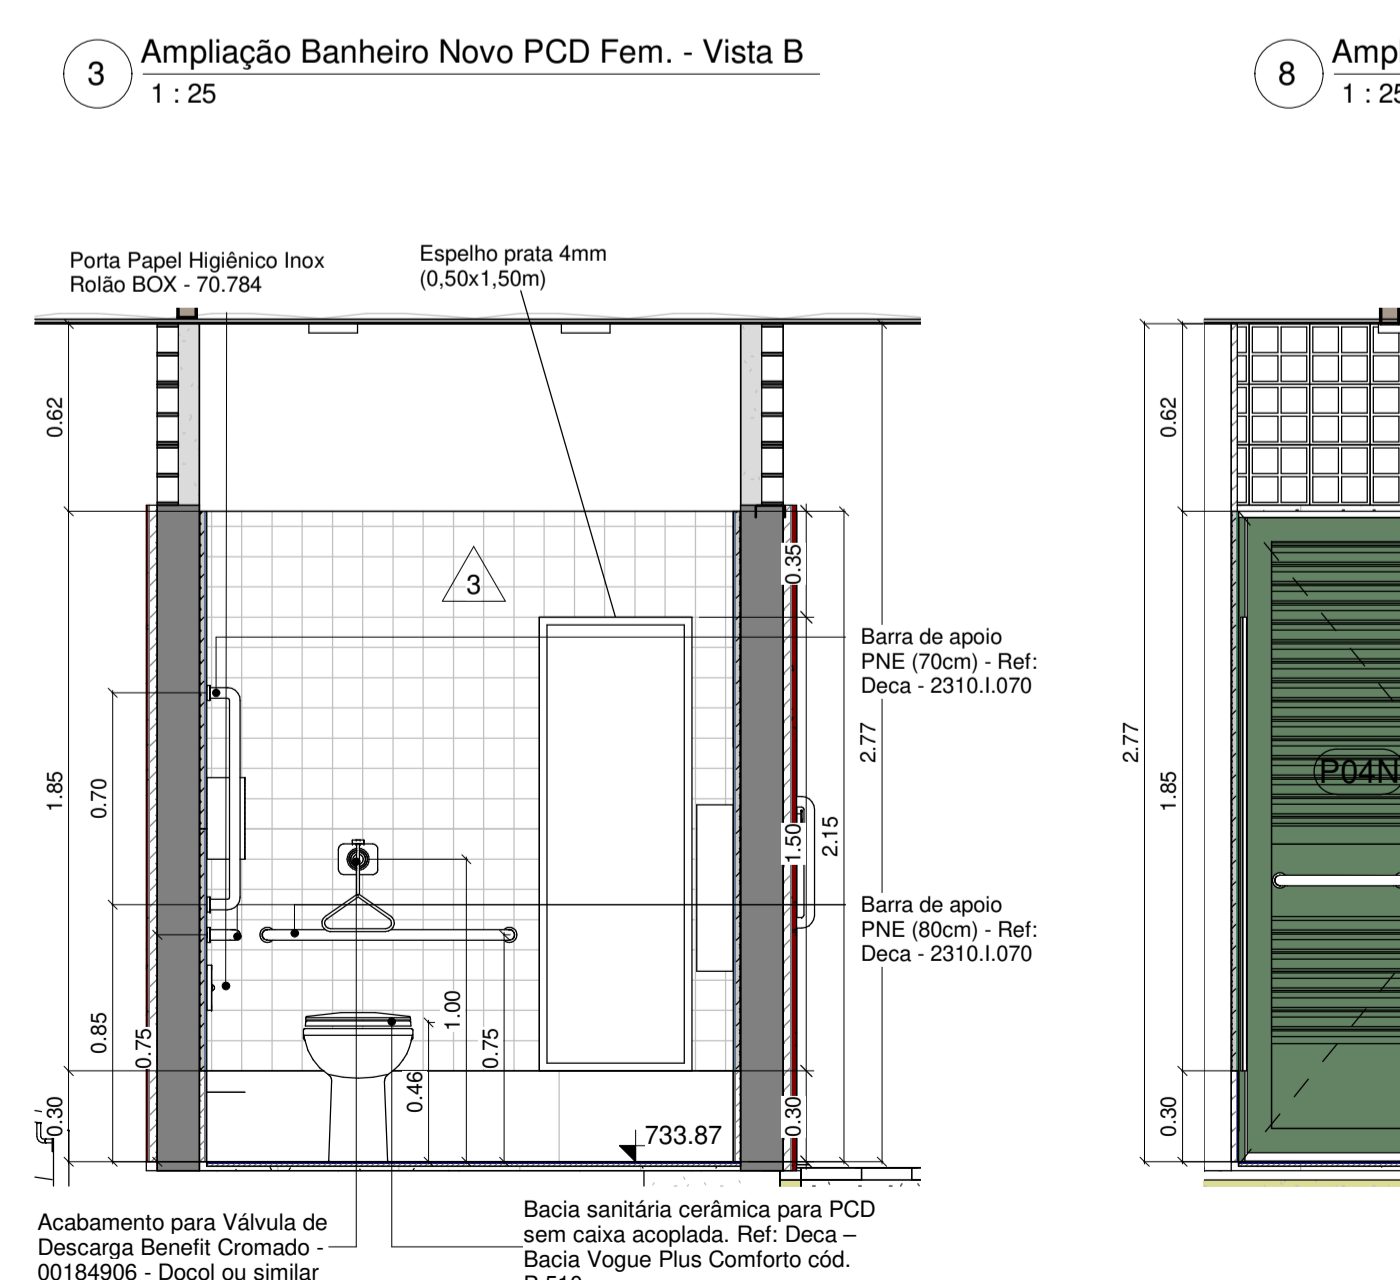 3
Ampliação Banheiro Novo PCD Fem. - Vista B
1 : 25
8
1 : 25
Porta Papel Higiênico Inox
Rolão BOX - 70.784
Espelho prata 4mm
(0,50x1,50m)
0.62
0.62
0.35
3
Barra de apoio
PNE (70cm) - Ref:
Deca - 2310.I.070
2.77
2.77
P04N
1.85
0.70
1.50
2.15
1.85
Barra de apoio
PNE (80cm) - Ref:
Deca - 2310.I.070
0.85
0.75
1.00
0.75
0.46
0.30
0.30
0.30
733.87
Acabamento para Válvula de
Descarga Benefit Cromado -
00184906 - Docol ou similar
Bacia sanitária cerâmica para PCD
sem caixa acoplada. Ref: Deca –
Bacia Vogue Plus Comforto cód.